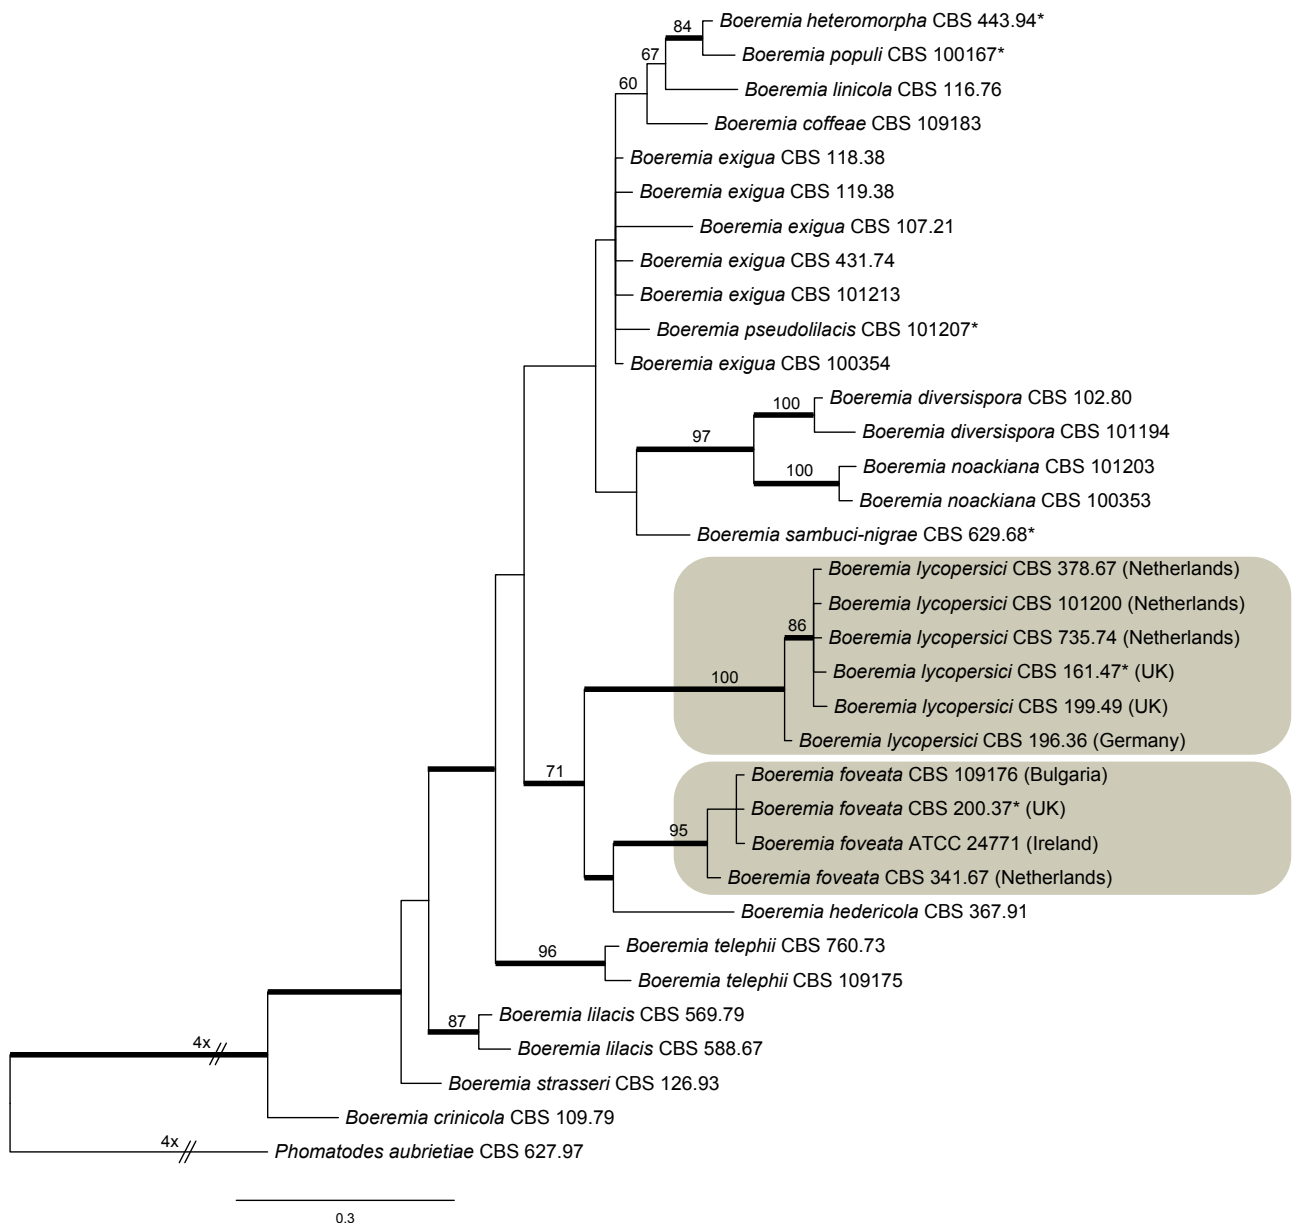 Boeremia heteromorpha CBS 443.94*
84
Boeremia populi CBS 100167*
67
Boeremia linicola CBS 116.76
60
Boeremia coffeae CBS 109183
Boeremia exigua CBS 118.38
Boeremia exigua CBS 119.38
Boeremia exigua CBS 107.21
Boeremia exigua CBS 431.74
Boeremia exigua CBS 101213
Boeremia pseudolilacis CBS 101207*
Boeremia exigua CBS 100354
Boeremia diversispora CBS 102.80
100
Boeremia diversispora CBS 101194
97
Boeremia noackiana CBS 101203
100
Boeremia noackiana CBS 100353
Boeremia sambuci-nigrae CBS 629.68*
Boeremia lycopersici CBS 378.67 (Netherlands)
Boeremia lycopersici CBS 101200 (Netherlands)
86
Boeremia lycopersici CBS 735.74 (Netherlands)
Boeremia lycopersici CBS 161.47* (UK)
100
Boeremia lycopersici CBS 199.49 (UK)
Boeremia lycopersici CBS 196.36 (Germany)
71
Boeremia foveata CBS 109176 (Bulgaria)
Boeremia foveata CBS 200.37* (UK)
95
Boeremia foveata ATCC 24771 (Ireland)
Boeremia foveata CBS 341.67 (Netherlands)
Boeremia hedericola CBS 367.91
Boeremia telephii CBS 760.73
96
Boeremia telephii CBS 109175
Boeremia lilacis CBS 569.79
87
Boeremia lilacis CBS 588.67
4x
Boeremia strasseri CBS 126.93
Boeremia crinicola CBS 109.79
4x
Phomatodes aubrietiae CBS 627.97
0.3